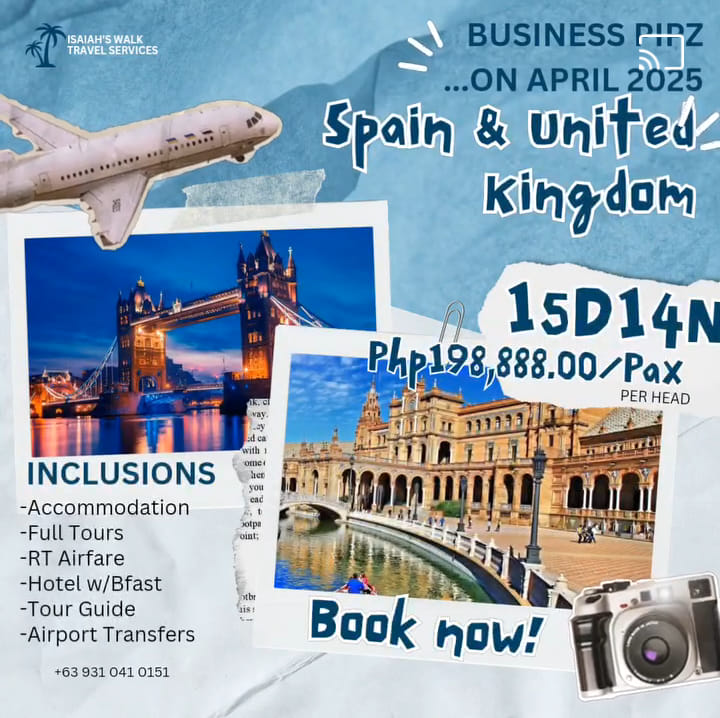 ISAIAH'S WALK
TRAVEL SERVICES
BUSINESS PIPZ
...ON APRIL 2025
Spain & United
Kingdom
15D14N
Php198,888.00/Pax
PER HEAD
INCLUSIONS
-Accommodation
-Full Tours
-RT Airfare
-Hotel w/Bfast
-Tour Guide
-Airport Transfers
+63 931 041 0151
Book now!